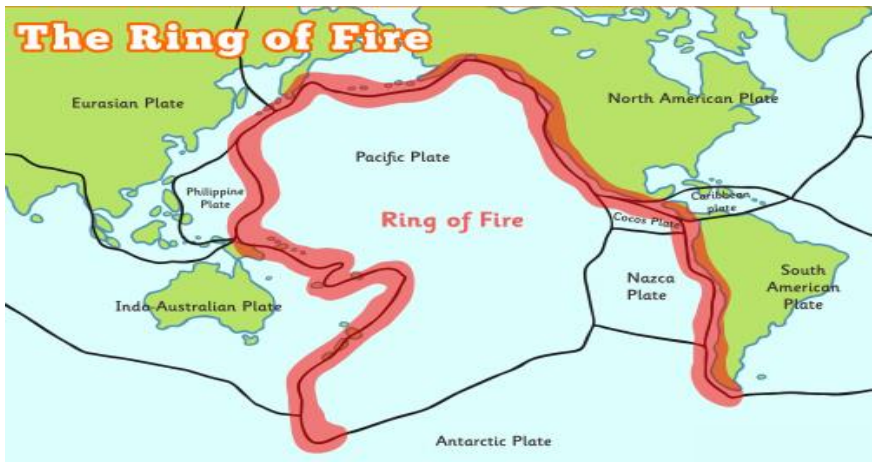 The Ring of Fire
Eurasian Plate
North American Plate
Pacific Plate
Philippine
Plate
Caribbean
plate
Ring of Fire
Cocos Plate
Nazca
Plate
South
American
Plate
Indo Australian Plate
Antarctic Plate